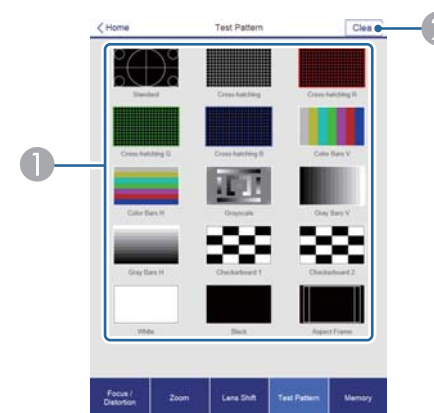 < Home Test Pattern Clea
Standard Cross-hatching Cross-hatching R
1
Cross-hatching G Cross-hatching B Color Bars V
Color Bars H Grayscale Gray Bars V
Gray Bars H Checkerboard 1 Checkerboard 2
White Black Aspect Frame
Focus / Distortion Zoom Lens Shift Test Pattern Memory